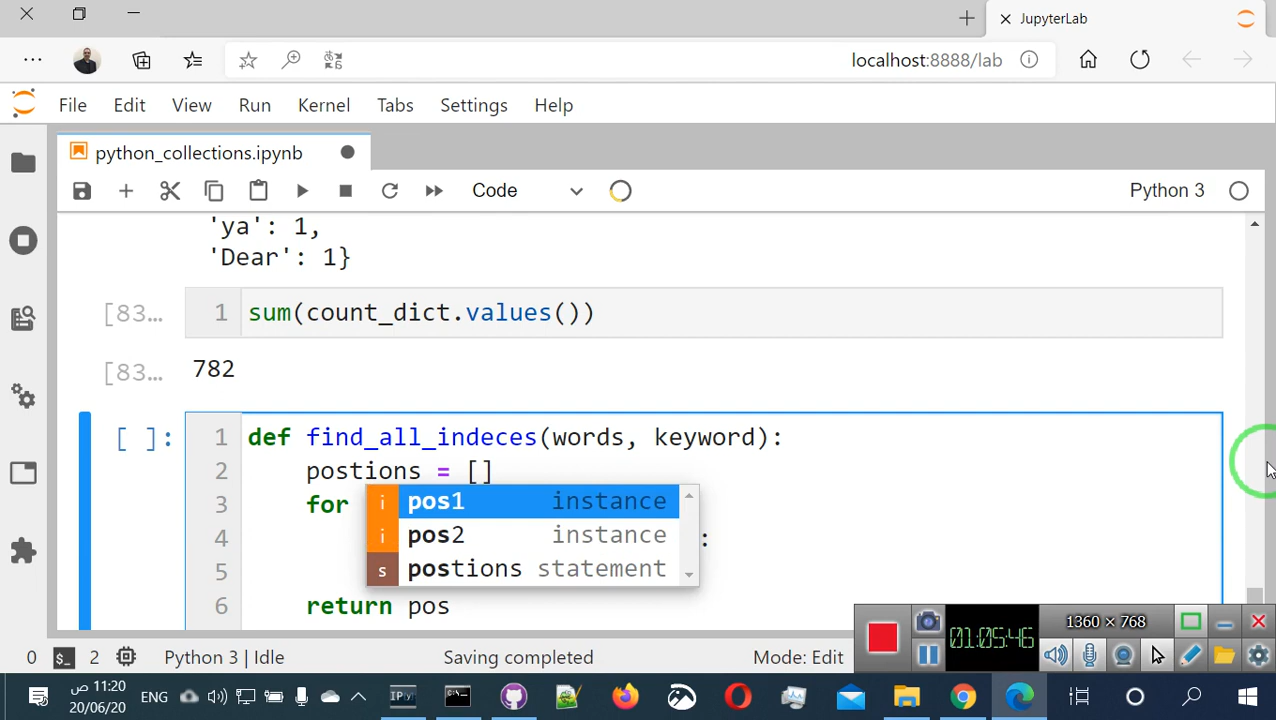 JupyterLab
localhost:8888/lab
File Edit View Run Kernel Tabs Settings Help
python_collections.ipynb
Code
Python 3
'ya': 1,
'Dear': 1}
[83… 1 sum(count_dict.values())
[83… 782
[ ]: 1 def find_all_indeces(words, keyword):
2 postions = []
3 for
pos1 instance
4 :
pos2 instance
5
postions statement
6 return pos
i
i
s
01:05:46
1360 × 768
0 2 Python 3 | Idle Saving completed Mode: Edit
ENG
11:20 ص
20/06/20
IPy